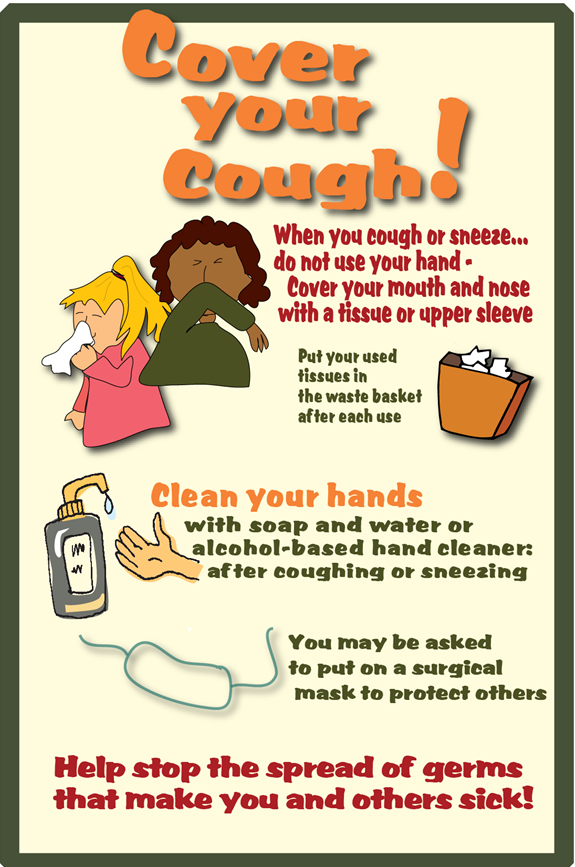 Cover
your
Cough!
When you cough or sneeze...
do not use your hand -
Cover your mouth and nose
with a tissue or upper sleeve
Put your used
tissues in
the waste basket
after each use
Clean your hands
with soap and water or
alcohol-based hand cleaner:
after coughing or sneezing
You may be asked
to put on a surgical
mask to protect others
Help stop the spread of germs
that make you and others sick!